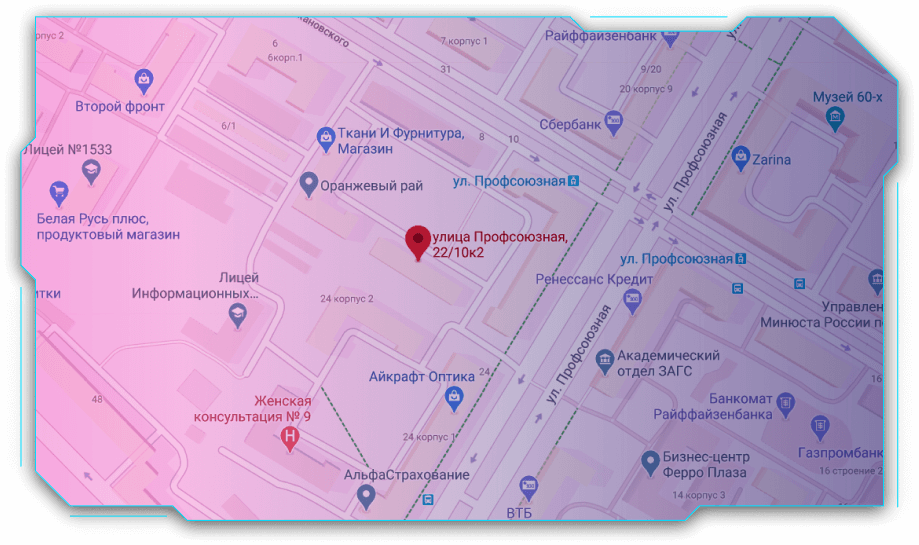 рпус 2
хановского
6
6корп.1
7 корпус 1
31
Райффайзенбанк
9/20
20 корпус 9
Музей 60-х
Второй фронт
6/1
Ткани И Фурнитура,
Магазин
8
10
Сбербанк
ул. Профсоюзная
Zarina
Лицей №1533
Оранжевый рай
ул. Профсоюзная
Белая Русь плюс,
продуктовый магазин
улица Профсоюзная,
22/10к2
ул. Профсоюзная
Лицей
Информационных...
итки
24 корпус 2
Ренессанс Кредит
Управлен
Минюста России по
ул. Профсоюзная
Академический
отдел ЗАГС
Айкрафт Оптика
24
16
48
Женская
консультация № 9
Банкомат
Райффайзенбанка
24 корпус 1
Газпромбанк
Бизнес-центр
Ферро Плаза
16 строение 2
АльфаСтрахование
14 корпус 3
ВТБ